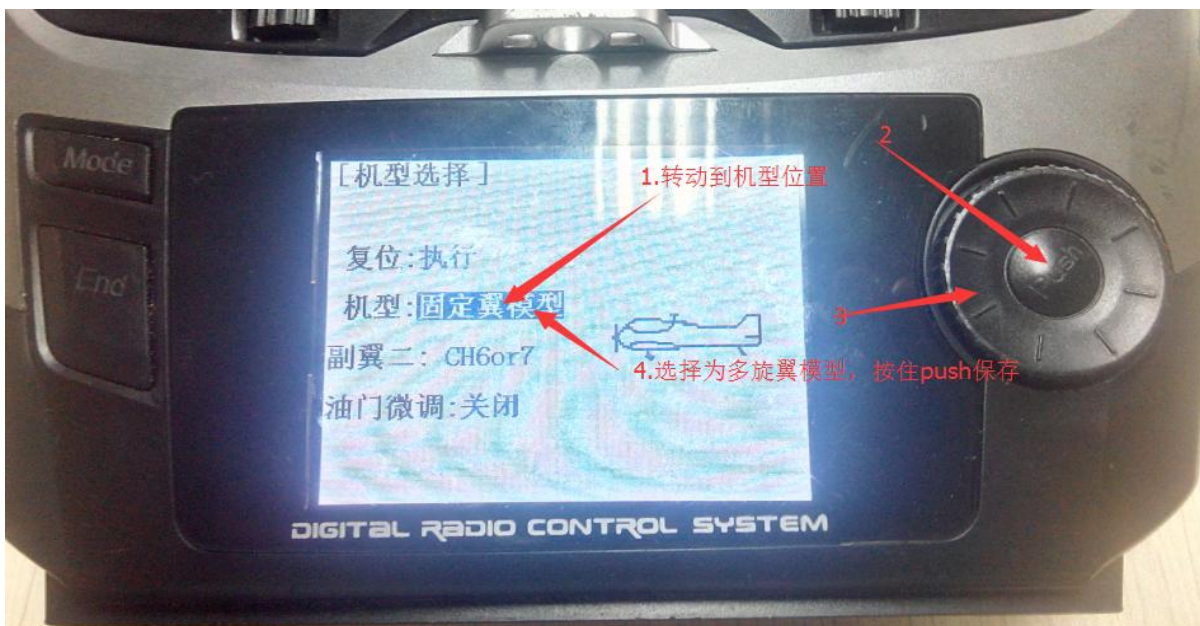 2
Mode
[机型选择]
1.转动到机型位置
复位:执行
Push
End
机型:固定翼模型
3
副翼二: CH6or7
4.选择为多旋翼模型，按住push保存
油门微调:关闭
DIGITAL RADIO CONTROL SYSTEM